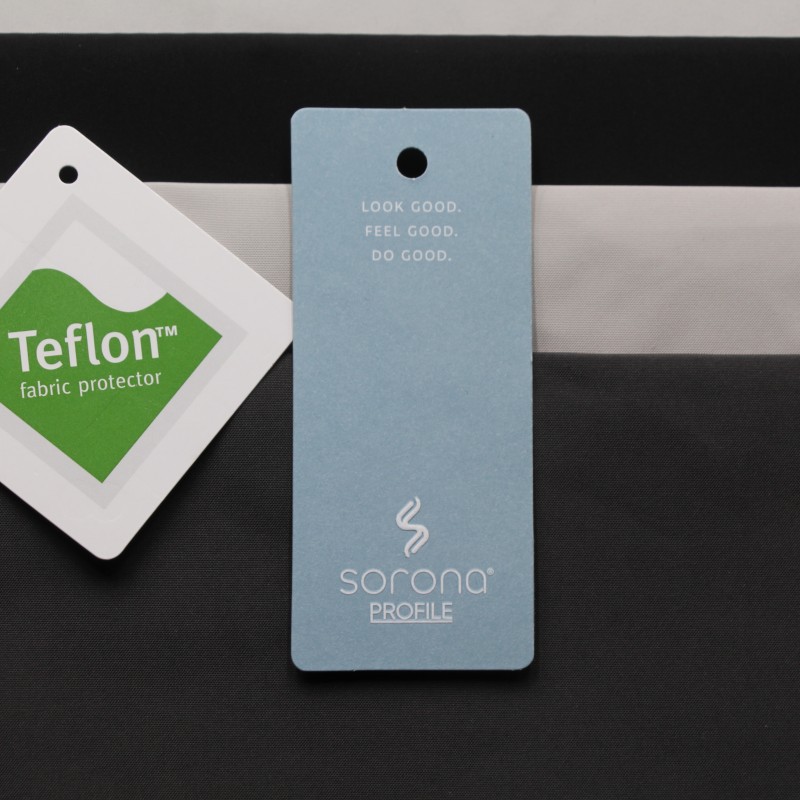 LOOK GOOD.
FEEL GOOD.
DO GOOD.
Teflon™
fabric protector
sorona®
PROFILE